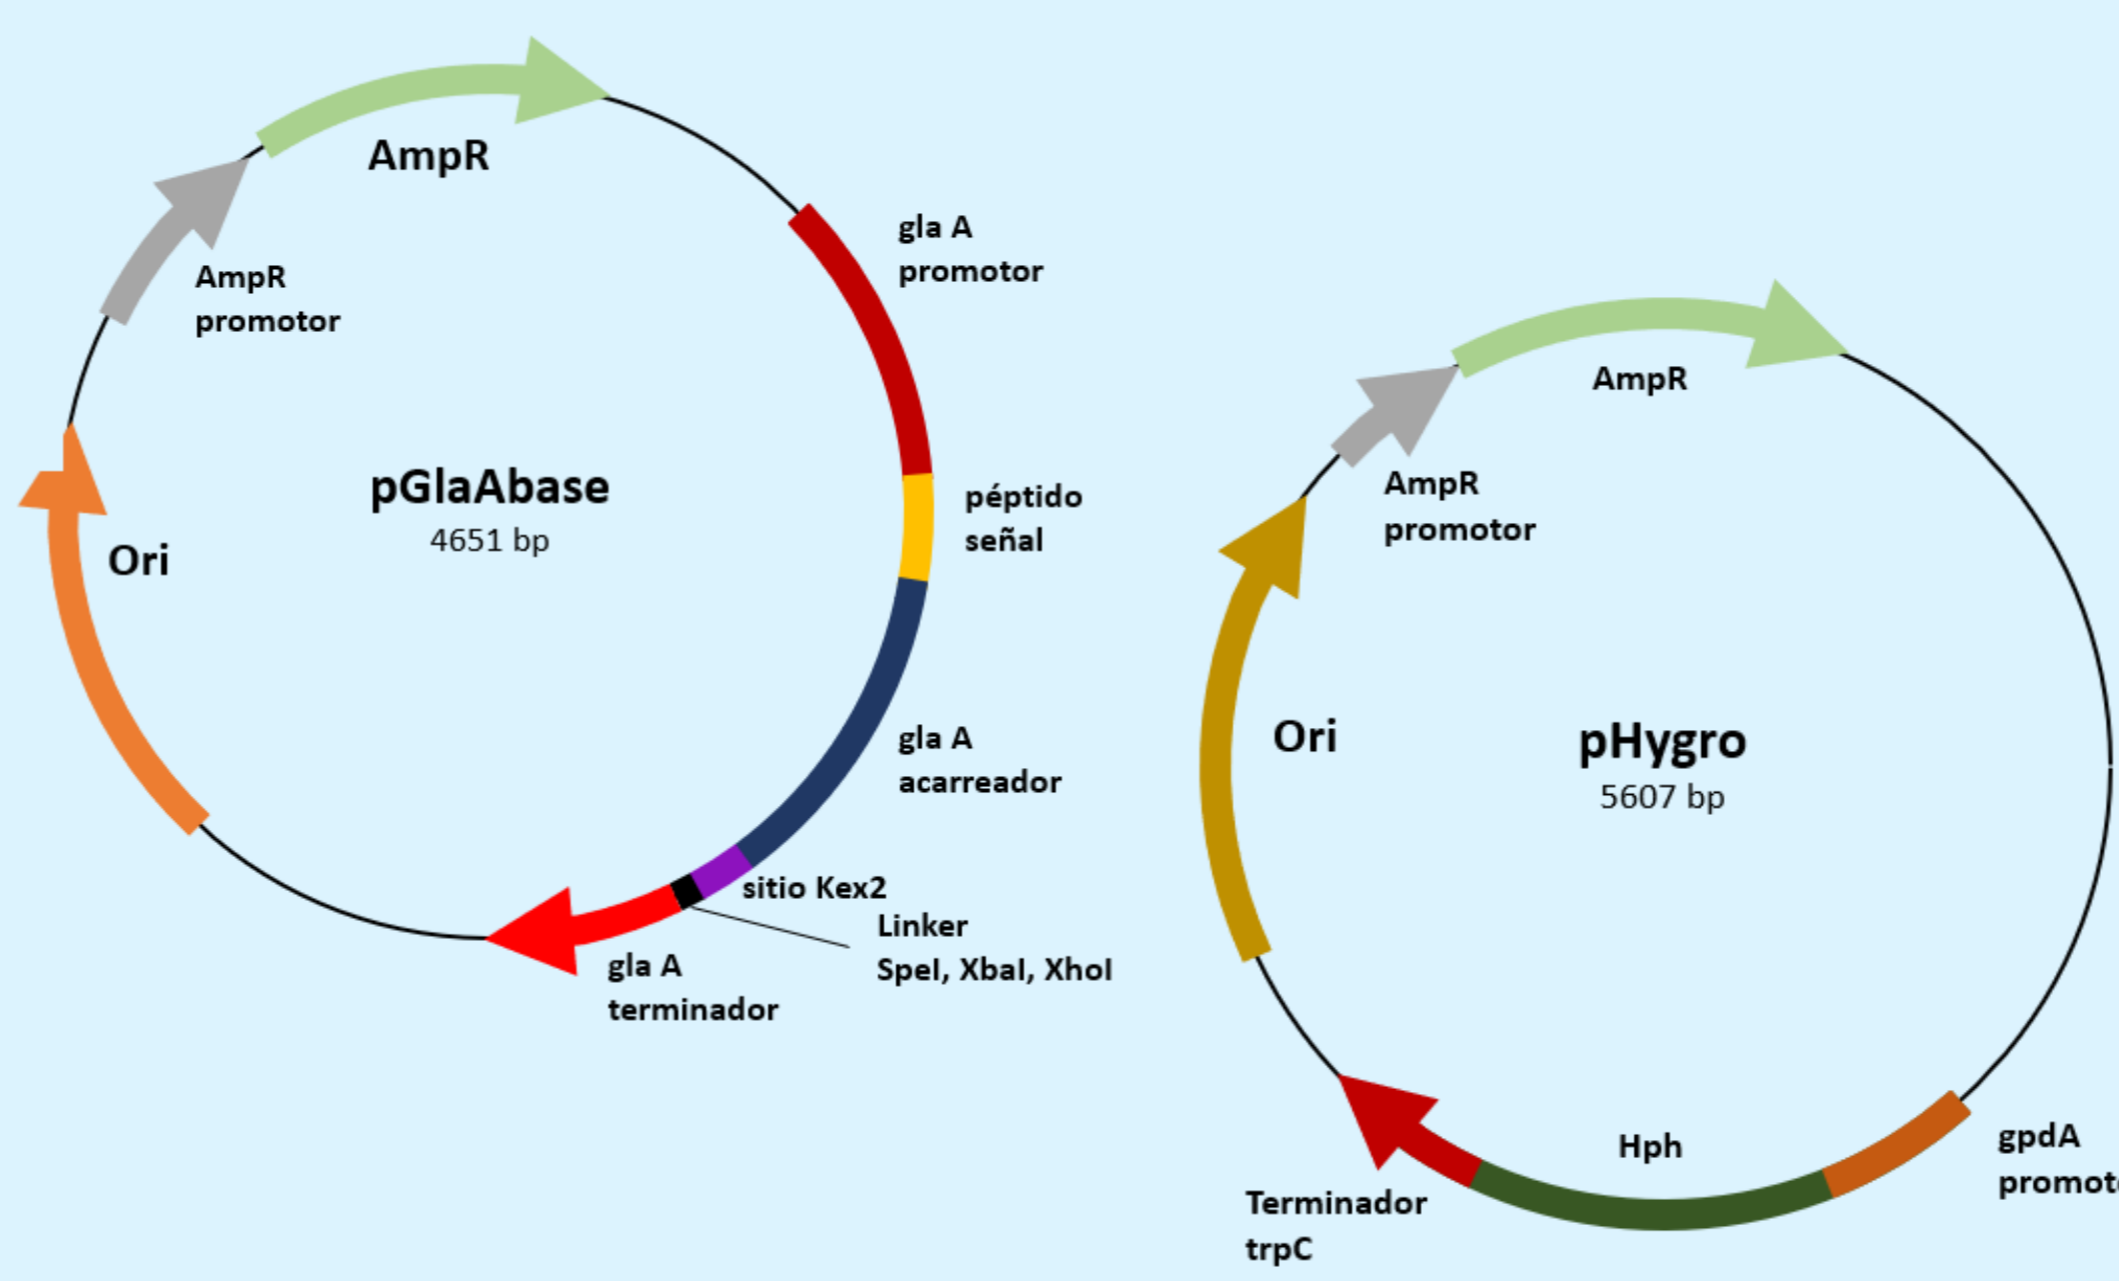 AmpR
AmpR
promotor
gla A
promotor
pGlaAbase
4651 bp
péptido
señal
Ori
gla A
acarreador
sitio Kex2
Linker
SpeI, XbaI, XhoI
gla A
terminador
AmpR
AmpR
promotor
Ori
pHygro
5607 bp
Hph
gpdA
Terminador
trpC